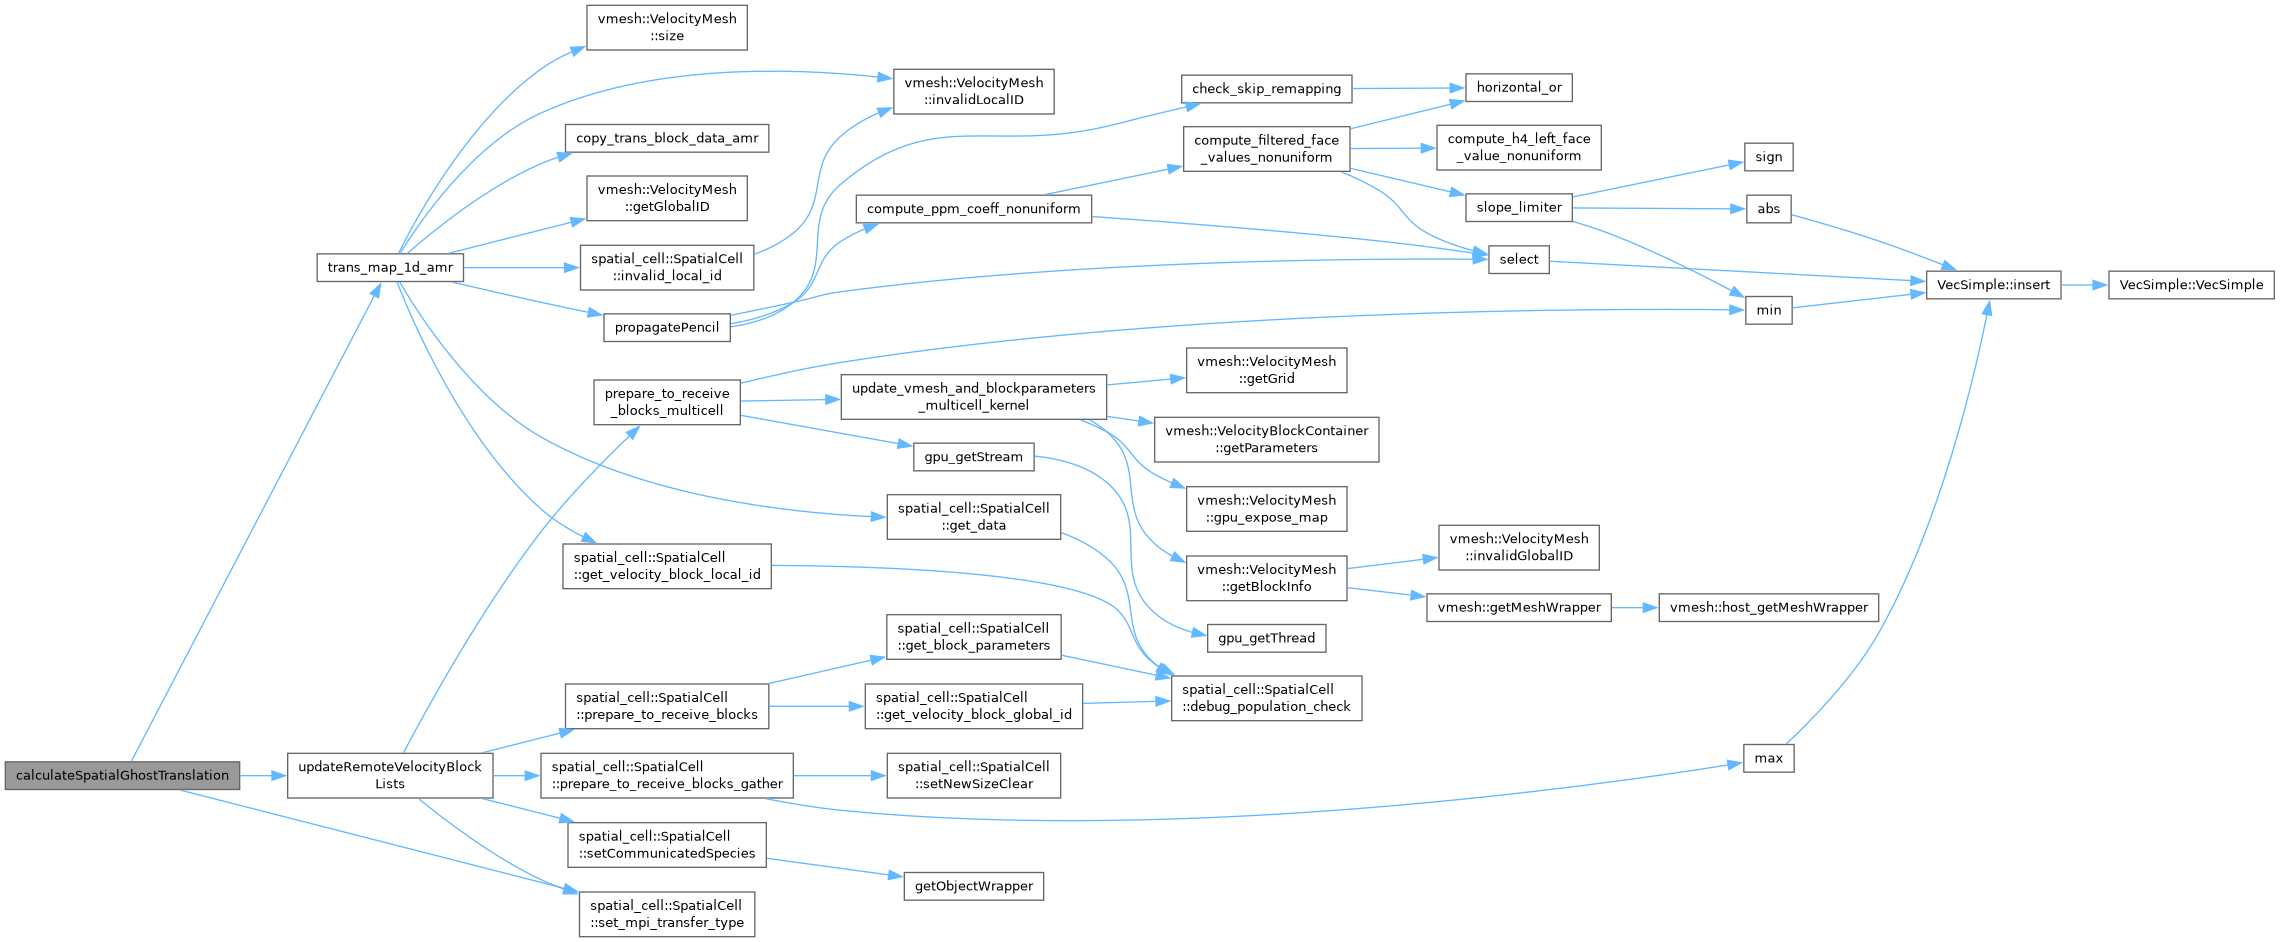 vmesh::VelocityMesh
::size
vmesh::VelocityMesh
::invalidLocalID
check_skip_remapping
horizontal_or
copy_trans_block_data_amr
compute_filtered_face
_values_nonuniform
compute_h4_left_face
_value_nonuniform
sign
vmesh::VelocityMesh
::getGlobalID
compute_ppm_coeff_nonuniform
slope_limiter
abs
trans_map_1d_amr
spatial_cell::SpatialCell
::invalid_local_id
select
VecSimple::insert
VecSimple::VecSimple
propagatePencil
min
prepare_to_receive
_blocks_multicell
update_vmesh_and_blockparameters
_multicell_kernel
vmesh::VelocityMesh
::getGrid
vmesh::VelocityBlockContainer
::getParameters
gpu_getStream
vmesh::VelocityMesh
::gpu_expose_map
spatial_cell::SpatialCell
::get_data
spatial_cell::SpatialCell
::get_velocity_block_local_id
vmesh::VelocityMesh
::getBlockInfo
vmesh::VelocityMesh
::invalidGlobalID
vmesh::getMeshWrapper
vmesh::host_getMeshWrapper
spatial_cell::SpatialCell
::get_block_parameters
gpu_getThread
spatial_cell::SpatialCell
::prepare_to_receive_blocks
spatial_cell::SpatialCell
::get_velocity_block_global_id
spatial_cell::SpatialCell
::debug_population_check
calculateSpatialGhostTranslation
updateRemoteVelocityBlock
Lists
spatial_cell::SpatialCell
::prepare_to_receive_blocks_gather
spatial_cell::SpatialCell
::setNewSizeClear
max
spatial_cell::SpatialCell
::setCommunicatedSpecies
getObjectWrapper
spatial_cell::SpatialCell
::set_mpi_transfer_type